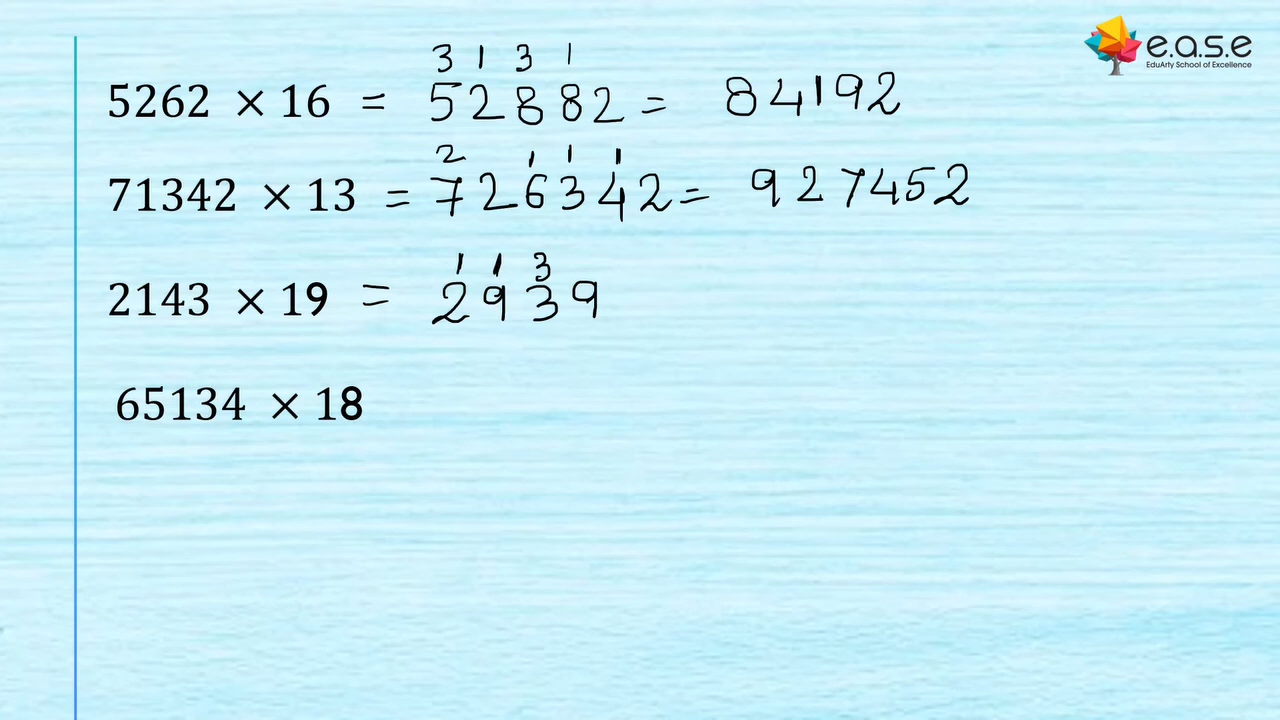 e.a.s.e
EduArty School of Excellence
3 1 3 1
5262 × 16 = 52882 = 84192
2 1 1 1
71342 × 13 = 726342 = 927452
1 1 3
2143 × 19 = 2939
65134 × 18